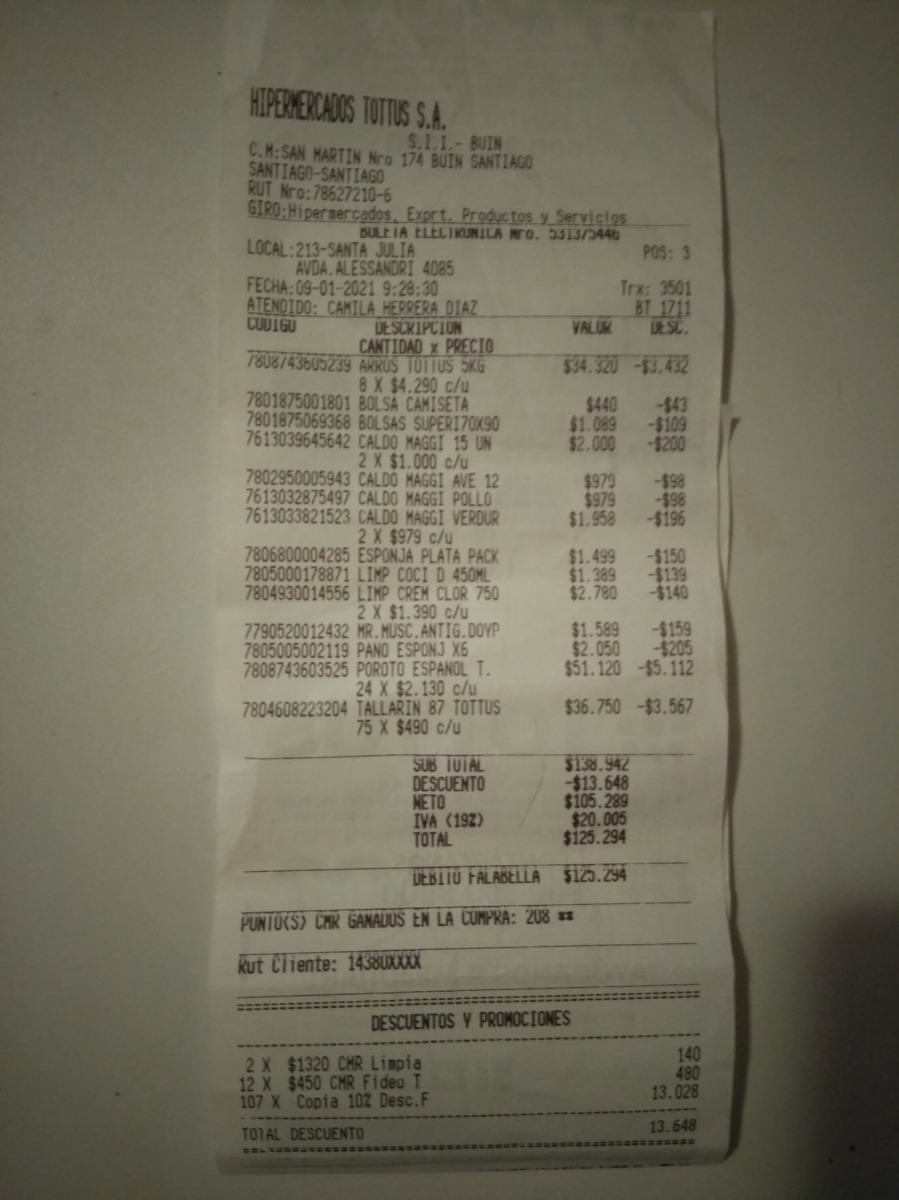 HIPERMERCADOS TOTTUS S.A.
S.I.I.- BUIN
C.M:SAN MARTIN Nro 174 BUIN SANTIAGO
SANTIAGO-SANTIAGO
RUT Nro:78627210-6
GIRO:Hipermercados, Exprt. Productos y Servicios
BOLETA ELECTRONICA Nro. 531375446
LOCAL:213-SANTA JULIA POS: 3
AVDA.ALESSANDRI 4085
FECHA:09-01-2021 9:28:30 Trx: 3501
ATENDIDO: CAMILA HERRERA DIAZ BT 1711
CODIGO DESCRIPCION VALOR DESC.
CANTIDAD x PRECIO
7808743605239 ARROS TOTTUS 5KG $34.320 -$3.432
8 X $4.290 c/u
7801875001801 BOLSA CAMISETA $440 -$43
7801875069368 BOLSAS SUPERI70X90 $1.089 -$109
7613039645642 CALDO MAGGI 15 UN $2.000 -$200
2 X $1.000 c/u
7802950005943 CALDO MAGGI AVE 12 $979 -$98
7613032875497 CALDO MAGGI POLLO $979 -$98
7613033821523 CALDO MAGGI VERDUR $1.958 -$196
2 X $979 c/u
7806800004285 ESPONJA PLATA PACK $1.499 -$150
7805000178871 LIMP COCI D 450ML $1.389 -$139
7804930014556 LIMP CREM CLOR 750 $2.780 -$140
2 X $1.390 c/u
7790520012432 MR.MUSC.ANTIG.DOYP $1.589 -$159
7805005002119 PANO ESPONJ X6 $2.050 -$205
7808743603525 POROTO ESPANOL T. $51.120 -$5.112
24 X $2.130 c/u
7804608223204 TALLARIN 87 TOTTUS $36.750 -$3.567
75 X $490 c/u
SUB TOTAL $138.942
DESCUENTO -$13.648
NETO $105.289
IVA (19%) $20.005
TOTAL $125.294
DEBITO FALABELLA $125.294
PUNTO(S) CMR GANADOS EN LA COMPRA: 208 **
Rut Cliente: 14380XXXX
DESCUENTOS Y PROMOCIONES
2 X $1320 CMR Limpia 140
12 X $450 CMR Fideo T 480
107 X Copia 10% Desc.F 13.028
TOTAL DESCUENTO 13.648